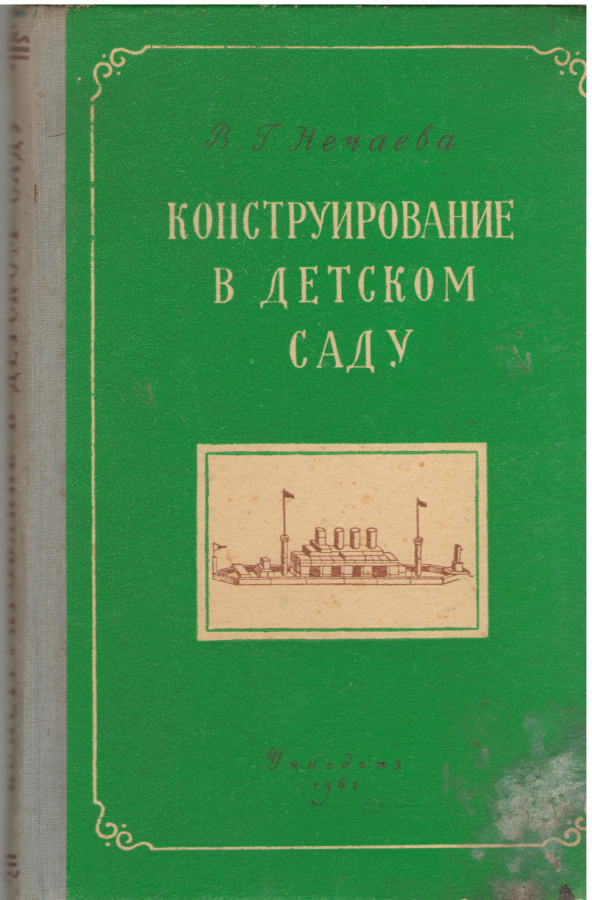 В. Г. Нечаева
КОНСТРУИРОВАНИЕ
В ДЕТСКОМ
САДУ
Учпедгиз
1961